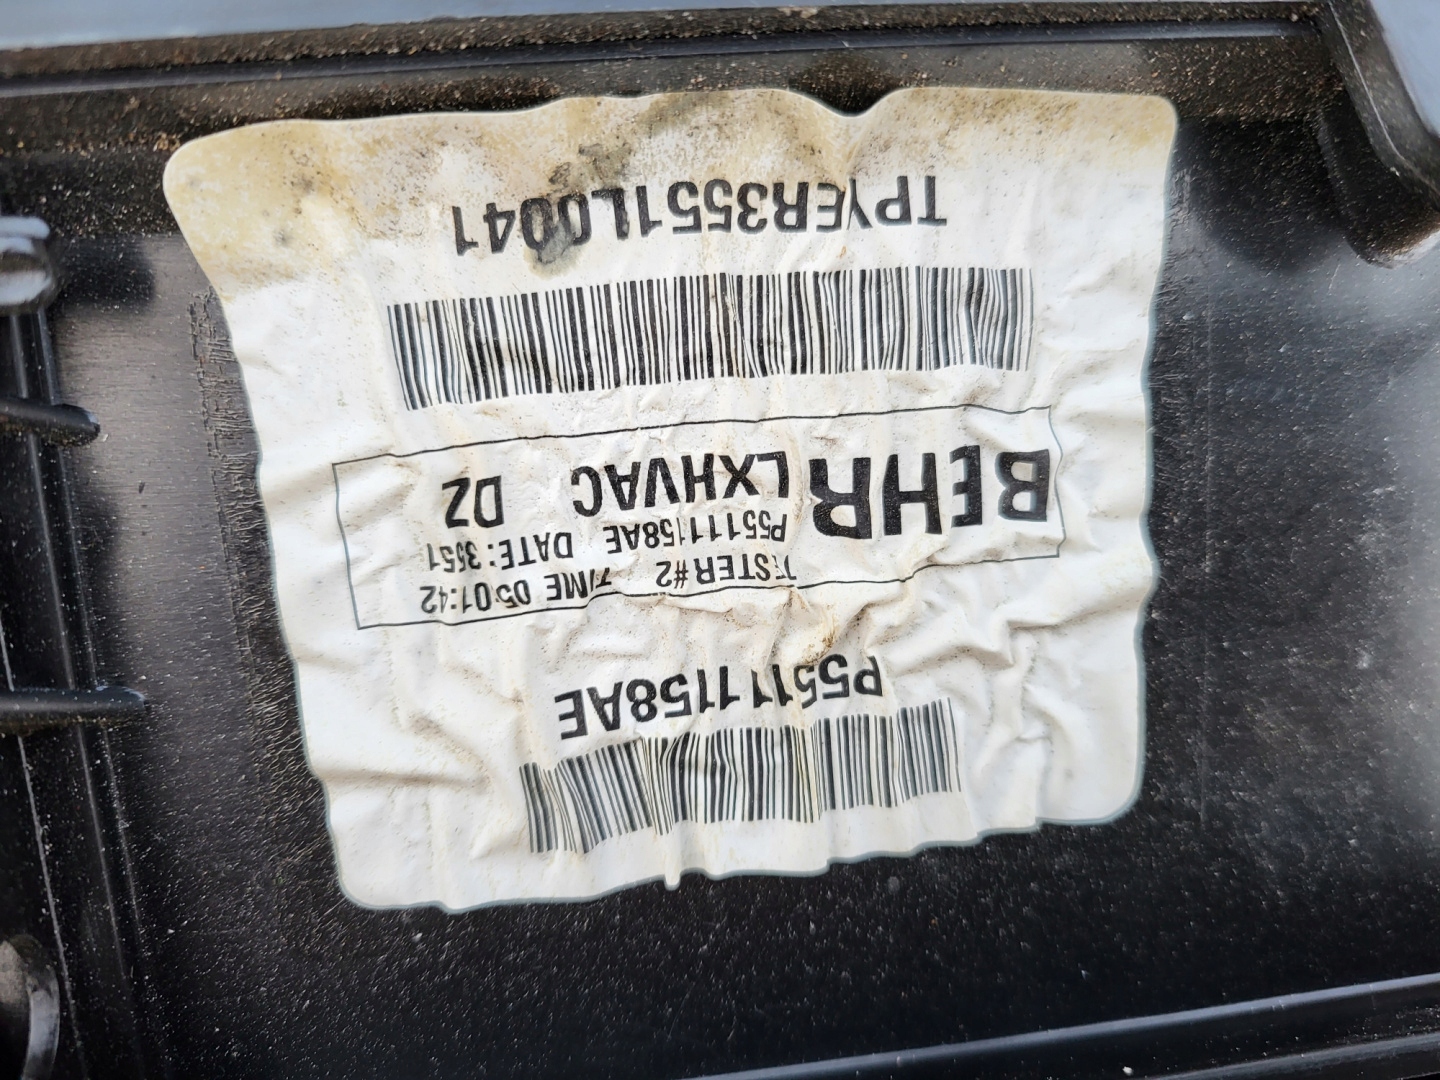 P55111158AE
TESTER#2 TIME 05:01:42
P55111158AE DATE: 3551
BEHR LXHVAC D2
TPYER3551L0041